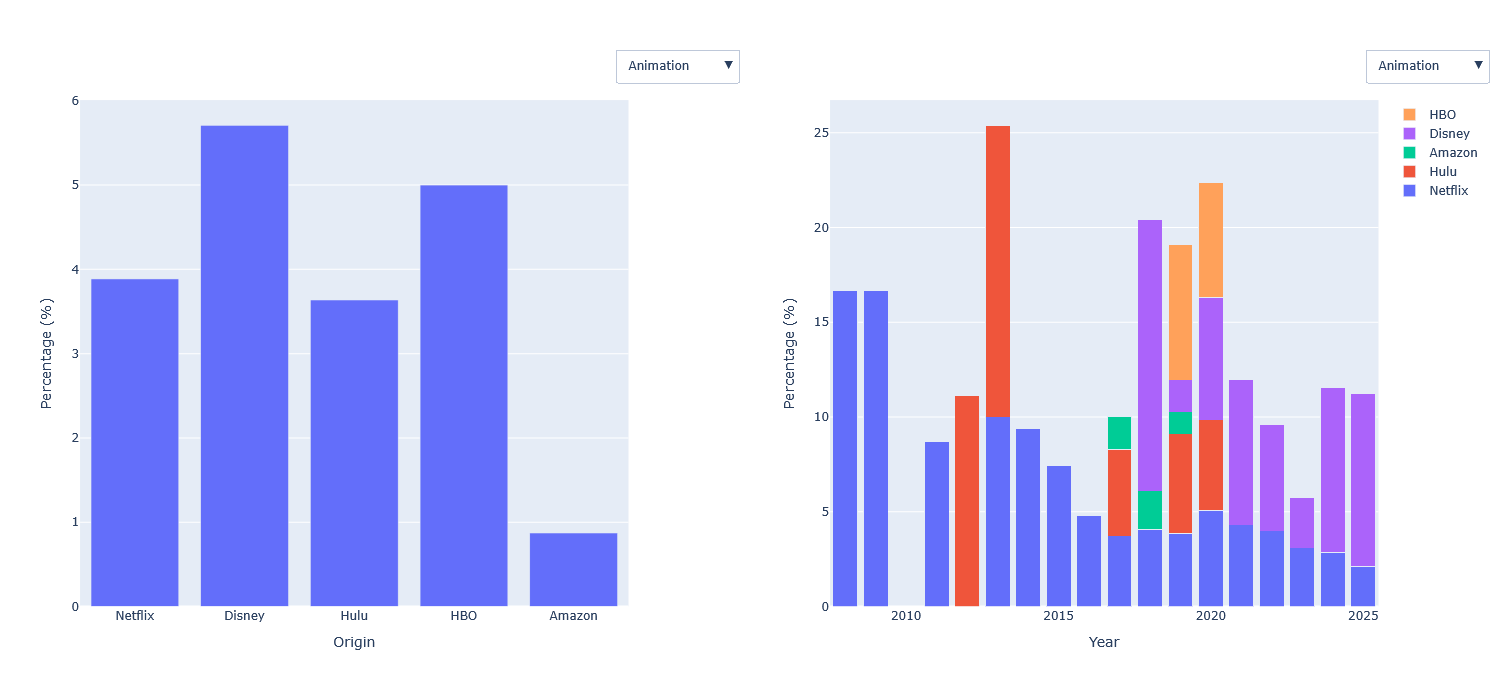 Animation ▼
6
5
4
3
2
1
0
Percentage (%)
Netflix Disney Hulu HBO Amazon
Origin
Animation ▼
25
20
15
10
5
0
Percentage (%)
2010 2015 2020 2025
Year
HBO
Disney
Amazon
Hulu
Netflix